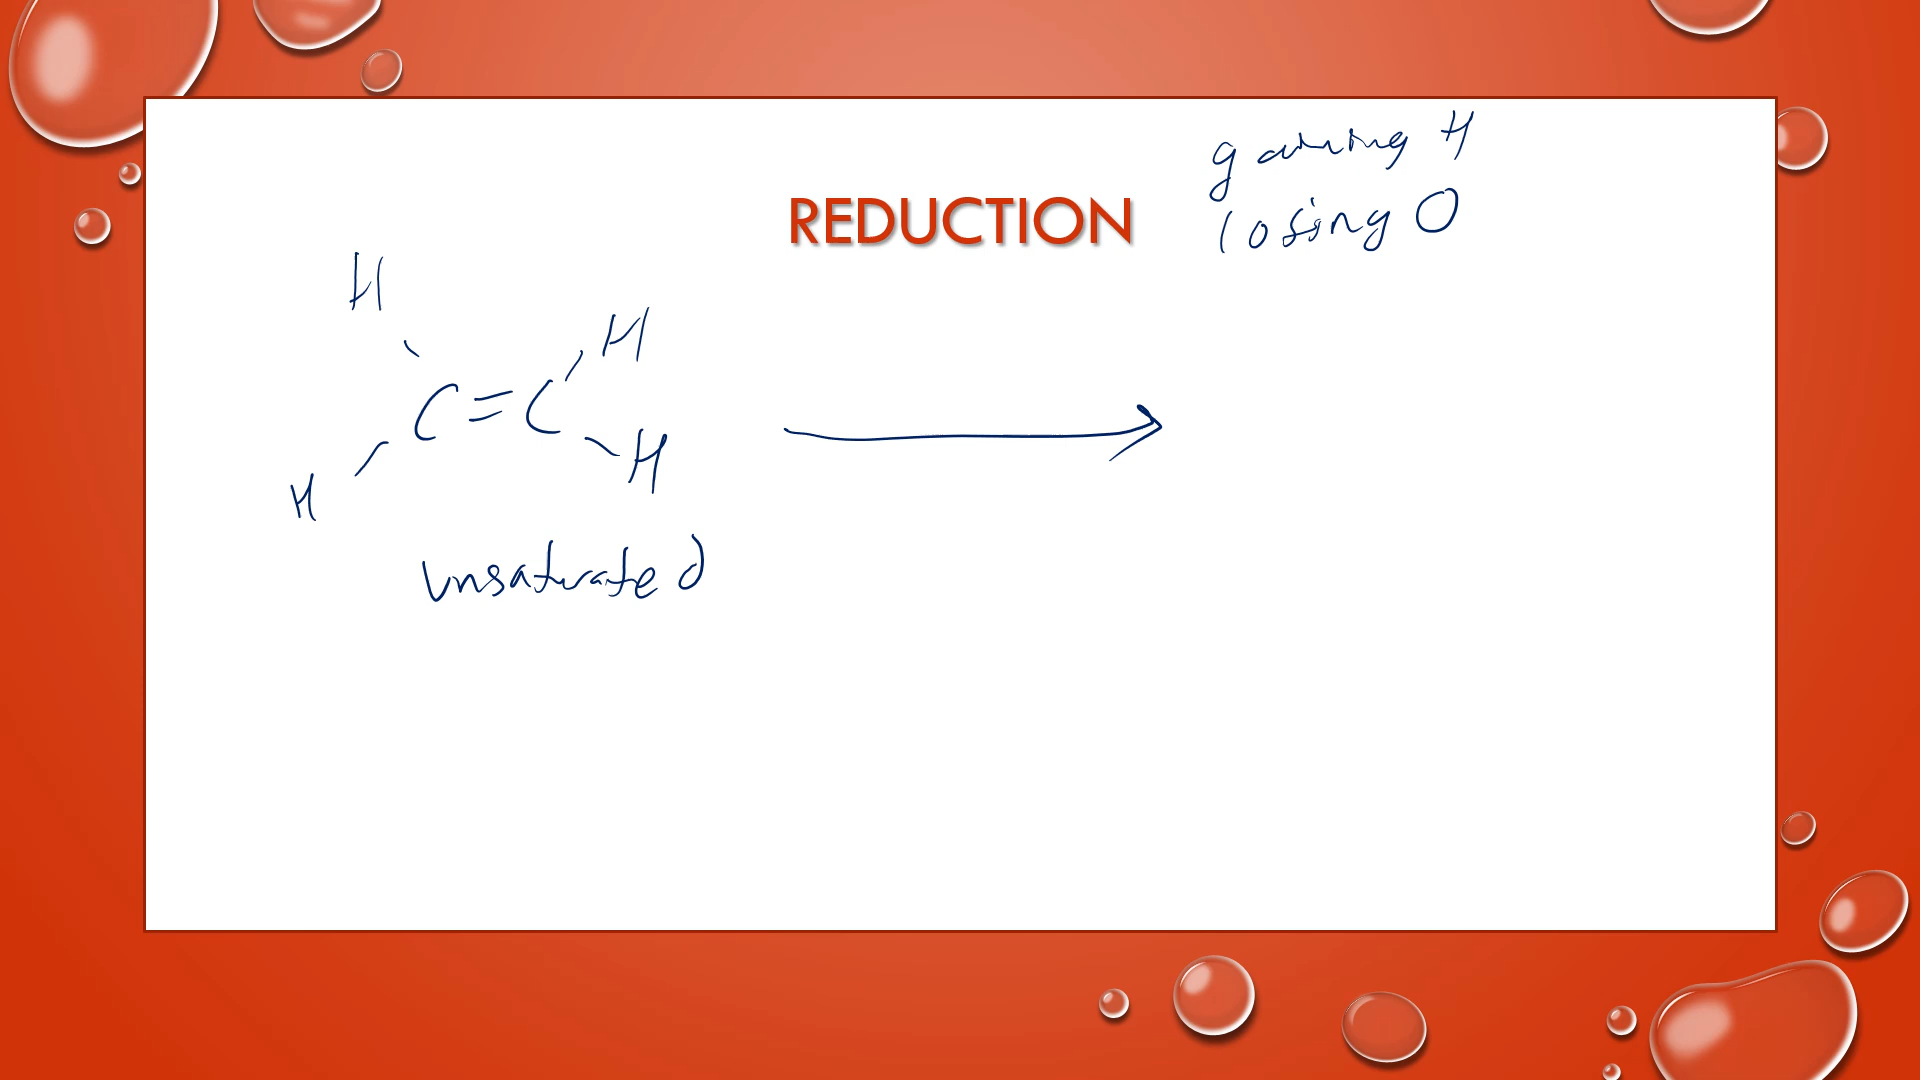 gaining H
REDUCTION
losing O
H
H
C=C
H
H
unsaturated